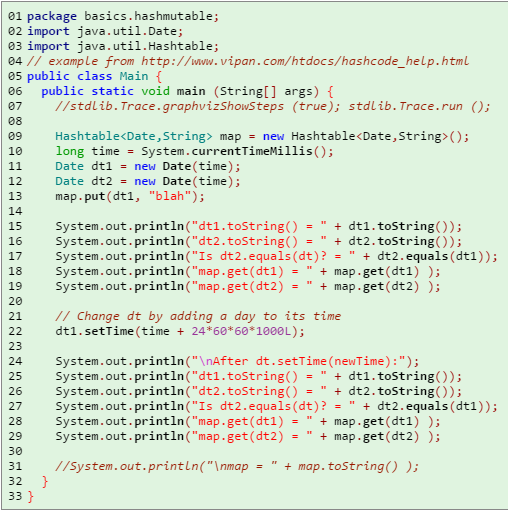 01 package basics.hashmutable;
02 import java.util.Date;
03 import java.util.Hashtable;
04 // example from http://www.vipan.com/htdocs/hashcode_help.html
05 public class Main {
06   public static void main (String[] args) {
07     //stdlib.Trace.graphvizShowSteps (true); stdlib.Trace.run ();
08
09     Hashtable<Date,String> map = new Hashtable<Date,String>();
10     long time = System.currentTimeMillis();
11     Date dt1 = new Date(time);
12     Date dt2 = new Date(time);
13     map.put(dt1, "blah");
14
15     System.out.println("dt1.toString() = " + dt1.toString());
16     System.out.println("dt2.toString() = " + dt2.toString());
17     System.out.println("Is dt2.equals(dt)? = " + dt2.equals(dt1));
18     System.out.println("map.get(dt1) = " + map.get(dt1) );
19     System.out.println("map.get(dt2) = " + map.get(dt2) );
20
21     // Change dt by adding a day to its time
22     dt1.setTime(time + 24*60*60*1000L);
23
24     System.out.println("\nAfter dt.setTime(newTime):");
25     System.out.println("dt1.toString() = " + dt1.toString());
26     System.out.println("dt2.toString() = " + dt2.toString());
27     System.out.println("Is dt2.equals(dt)? = " + dt2.equals(dt1));
28     System.out.println("map.get(dt1) = " + map.get(dt1) );
29     System.out.println("map.get(dt2) = " + map.get(dt2) );
30
31     //System.out.println("\nmap = " + map.toString() );
32   }
33 }